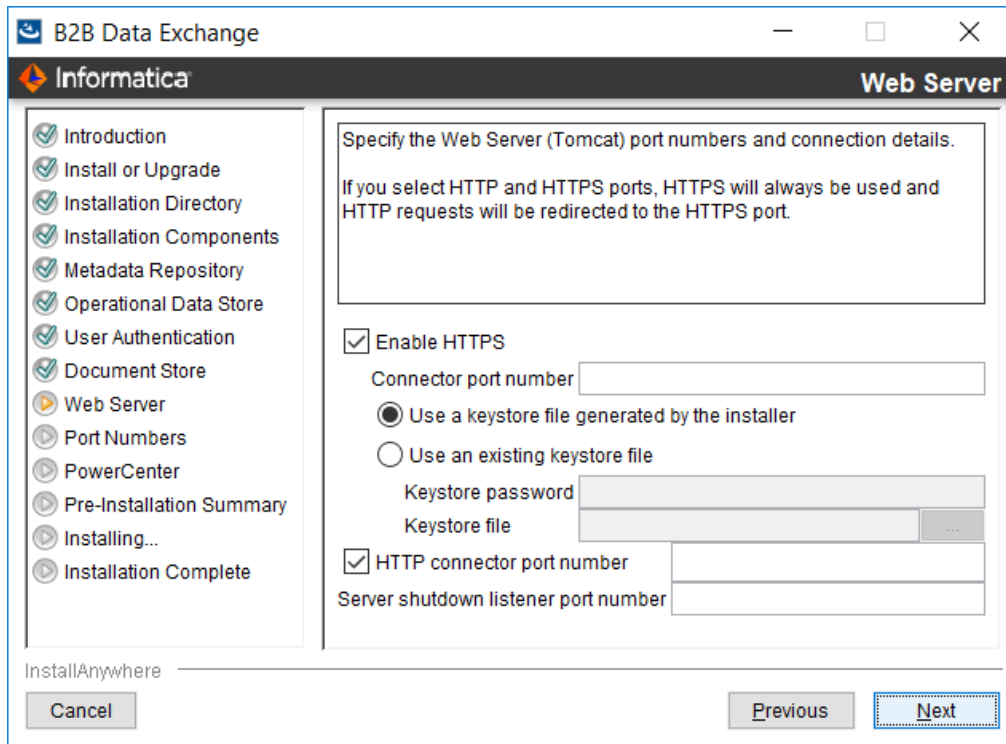 B2B Data Exchange
Informatica
Web Server
Introduction
Install or Upgrade
Installation Directory
Installation Components
Metadata Repository
Operational Data Store
User Authentication
Document Store
Web Server
Port Numbers
PowerCenter
Pre-Installation Summary
Installing...
Installation Complete
Specify the Web Server (Tomcat) port numbers and connection details.
If you select HTTP and HTTPS ports, HTTPS will always be used and
HTTP requests will be redirected to the HTTPS port.
Enable HTTPS
Connector port number
Use a keystore file generated by the installer
Use an existing keystore file
Keystore password
Keystore file
...
HTTP connector port number
Server shutdown listener port number
InstallAnywhere
Cancel
Previous
Next